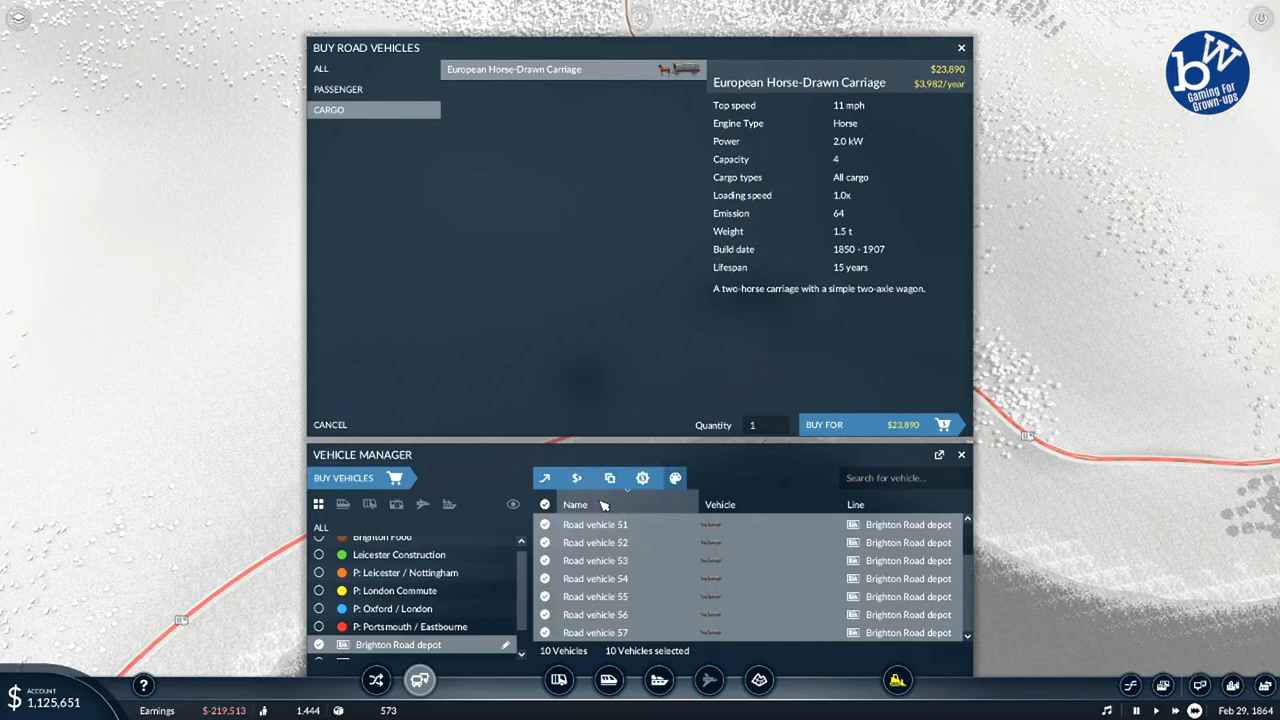 BUY ROAD VEHICLES
ALL
PASSENGER
CARGO
European Horse-Drawn Carriage
European Horse-Drawn Carriage
$23,890
$3,982/year
Top speed 11 mph
Engine Type Horse
Power 2.0 kW
Capacity 4
Cargo types All cargo
Loading speed 1.0x
Emission 64
Weight 1.5 t
Build date 1850 - 1907
Lifespan 15 years
A two-horse carriage with a simple two-axle wagon.
CANCEL
Quantity 1
BUY FOR $23,890
bW
Gaming For
Grown-ups
VEHICLE MANAGER
BUY VEHICLES
Search for vehicle...
ALL
Brighton Food
Leicester Construction
P: Leicester / Nottingham
P: London Commute
P: Oxford / London
P: Portsmouth / Eastbourne
Brighton Road depot
Name Vehicle Line
Road vehicle 51 Brighton Road depot
Road vehicle 52 Brighton Road depot
Road vehicle 53 Brighton Road depot
Road vehicle 54 Brighton Road depot
Road vehicle 55 Brighton Road depot
Road vehicle 56 Brighton Road depot
Road vehicle 57 Brighton Road depot
10 Vehicles 10 Vehicles selected
$ ACCOUNT
1,125,651
?
Earnings $-219,513 1,444 573
Feb 29, 1864